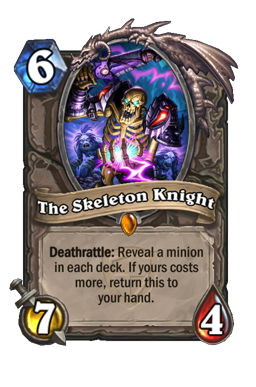 6
The Skeleton Knight
Deathrattle: Reveal a minion
in each deck. If yours costs
more, return this to
your hand.
7
4